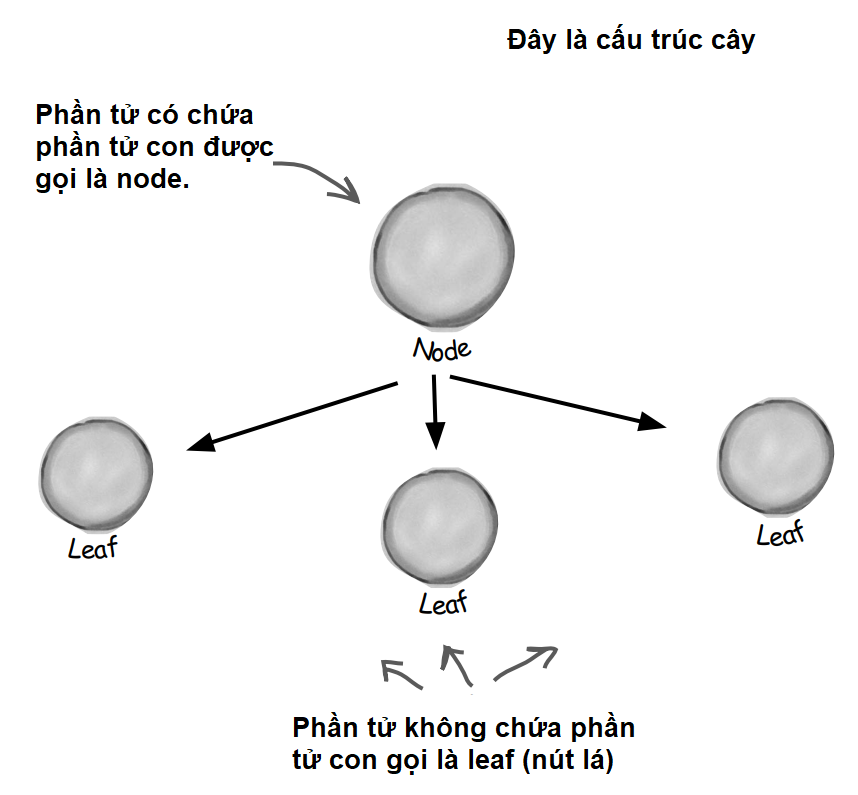 Đây là cấu trúc cây
Phần tử có chứa
phần tử con được
gọi là node.
Node
Leaf
Leaf
Leaf
Phần tử không chứa phần
tử con gọi là leaf (nút lá)